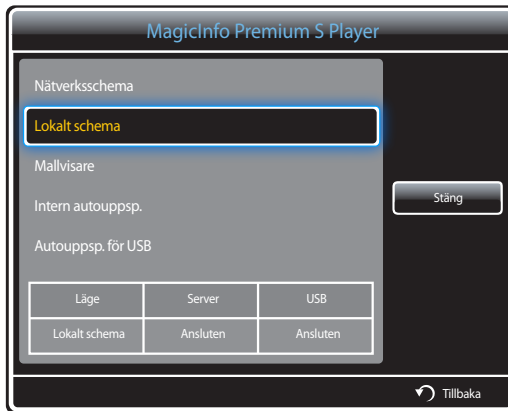 MagicInfo Premium S Player
Nätverksschema
Lokalt schema
Mallvisare
Intern autouppsp.
Autouppsp. för USB
Stäng
Läge Server USB
Lokalt schema Ansluten Ansluten
Tillbaka